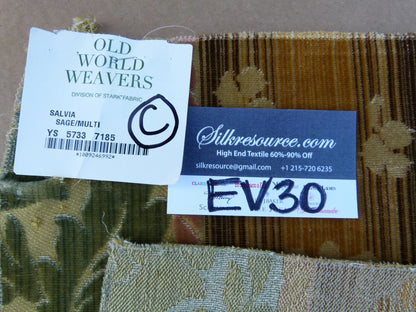 OLD
WORLD
WEAVERS
DIVISION OF STARK FABRIC
SALVIA
SAGE/MULTI
YS 5733 7185
*1009246992*
C
Silkresource.com
High End Textile 60%-90% Off
silkresource@gmail.com +1 215-720 6235
EV30